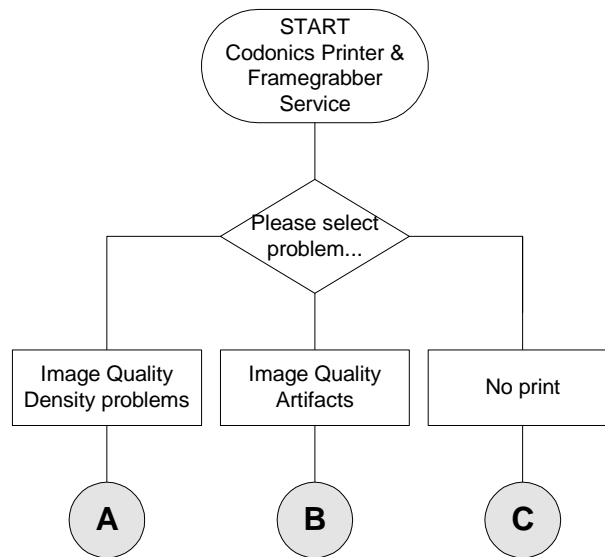 START
Codonics Printer &
Framegrabber
Service
Please select
problem...
Image Quality
Density problems
Image Quality
Artifacts
No print
A
B
C